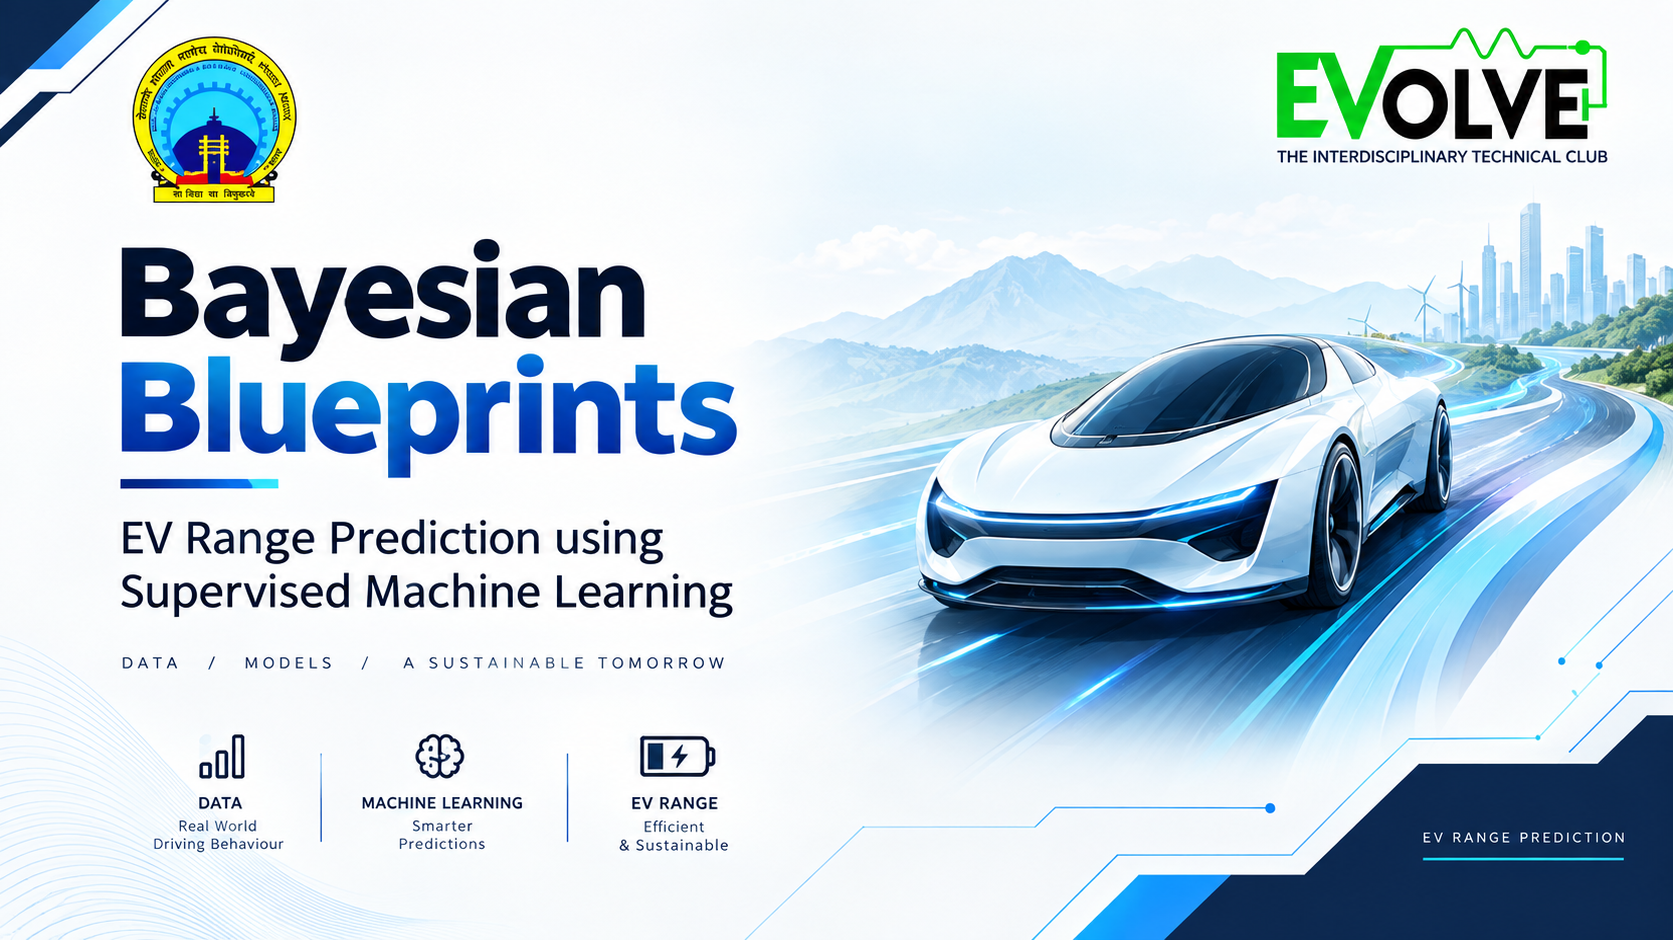 सा विद्या या विमुक्तये
EVOLVE
THE INTERDISCIPLINARY TECHNICAL CLUB
Bayesian
Blueprints
EV Range Prediction using
Supervised Machine Learning
DATA / MODELS / A SUSTAINABLE TOMORROW
DATA
Real World
Driving Behaviour
MACHINE LEARNING
Smarter
Predictions
EV RANGE
Efficient
& Sustainable
EV RANGE PREDICTION